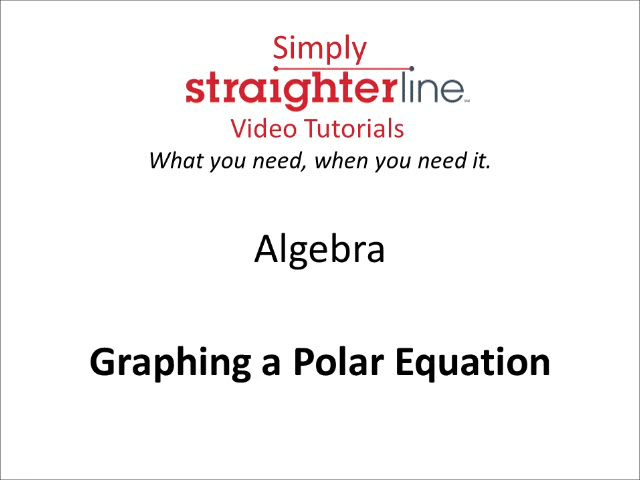 Simply
straighterline
Video Tutorials
What you need, when you need it.
Algebra
Graphing a Polar Equation